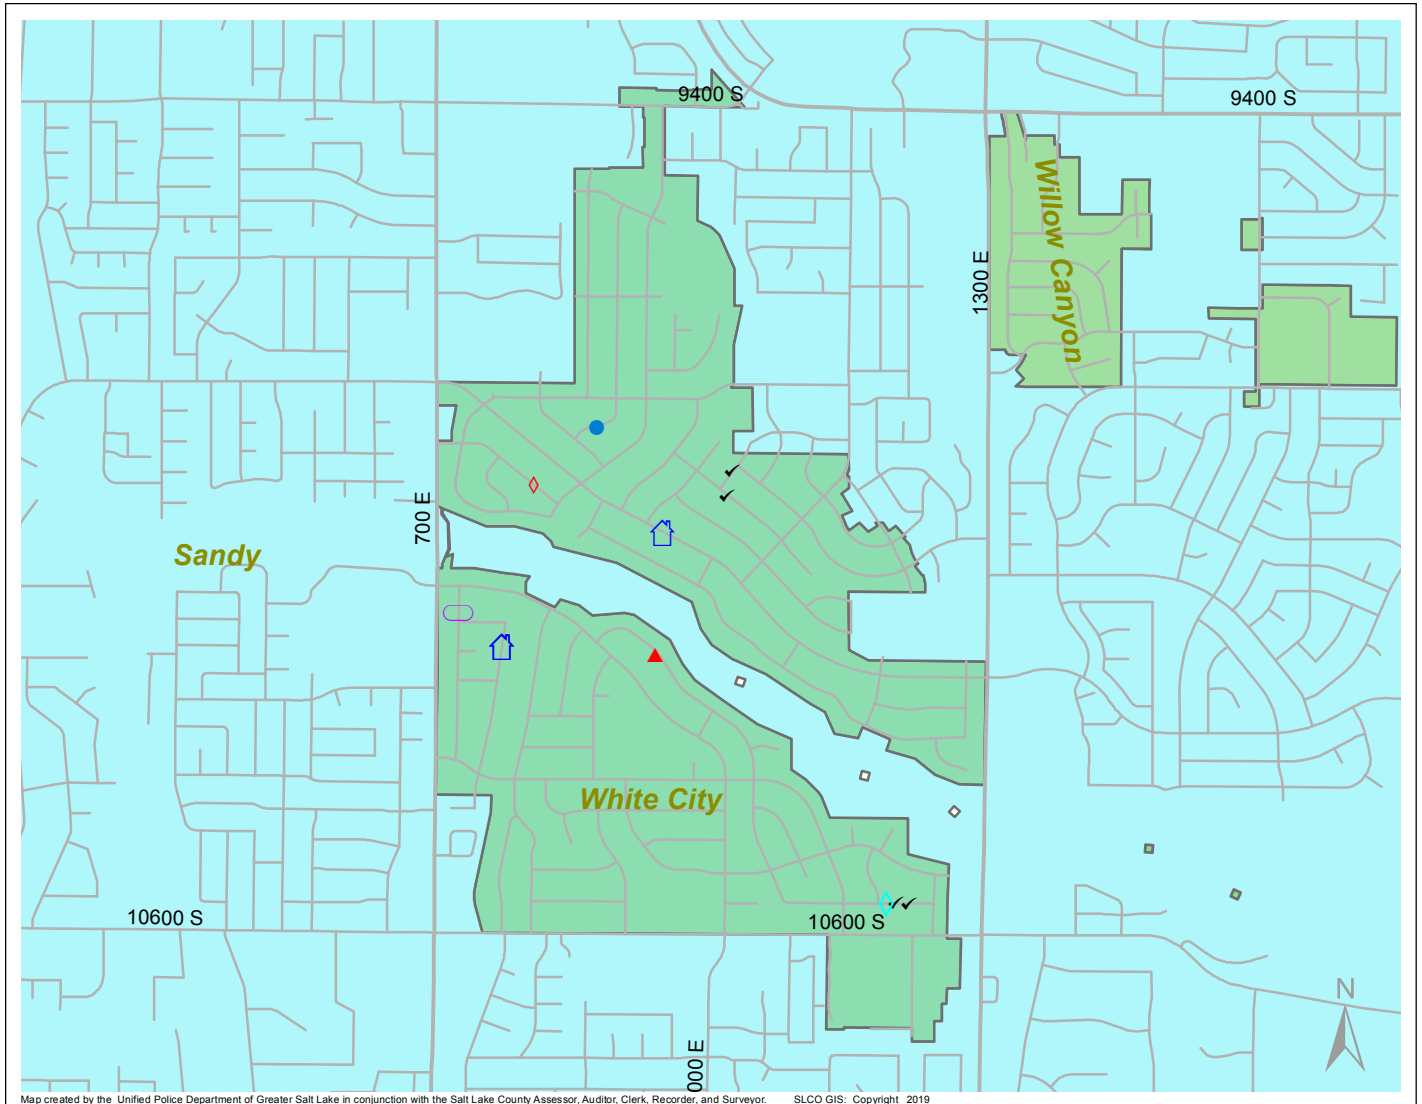 9400 S
9400 S
Willow Canyon
1300 E
700 E
Sandy
White City
10600 S
10600 S
N
000 E
Map created by the Unified Police Department of Greater Salt Lake in conjunction with the Salt Lake County Assessor, Auditor, Clerk, Recorder, and Surveyor. SLCO GIS: Copyright 2019